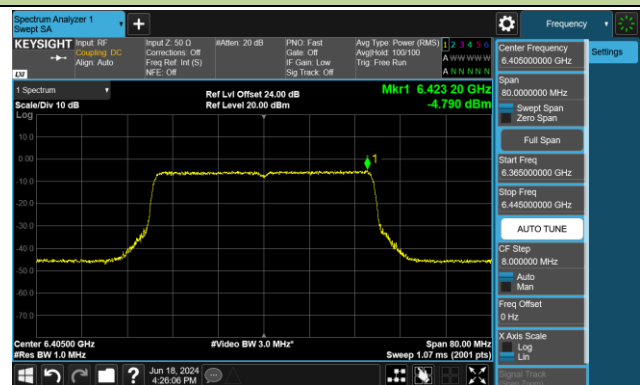 Spectrum Analyzer 1
Swept SA
Frequency
KEYSIGHT
Input: RF
Coupling: DC
Align: Auto
Input Z: 50 Ω
Corrections: Off
Freq Ref: Int (S)
NFE: Off
#Atten: 20 dB
PNO: Fast
Gate: Off
IF Gain: Low
Sig Track: Off
Avg Type: Power (RMS)
Avg|Hold: 100/100
Trig: Free Run
1 2 3 4 5 6
A W W W W W
A N N N N N
LXI
1 Spectrum
Scale/Div 10 dB
Log
Ref Lvl Offset 24.00 dB
Ref Level 20.00 dBm
Mkr1 6.423 20 GHz
-4.790 dBm
10.0
0.00
-10.0
-20.0
-30.0
-40.0
-50.0
-60.0
-70.0
1
Center 6.40500 GHz
#Res BW 1.0 MHz
#Video BW 3.0 MHz*
Span 80.00 MHz
Sweep 1.07 ms (2001 pts)
Jun 18, 2024
4:26:06 PM
Center Frequency
6.405000000 GHz
Settings
Span
80.0000000 MHz
Swept Span
Zero Span
Full Span
Start Freq
6.365000000 GHz
Stop Freq
6.445000000 GHz
AUTO TUNE
CF Step
8.000000 MHz
Auto
Man
Freq Offset
0 Hz
X Axis Scale
Log
Lin
Signal Track
(Span Zoom)